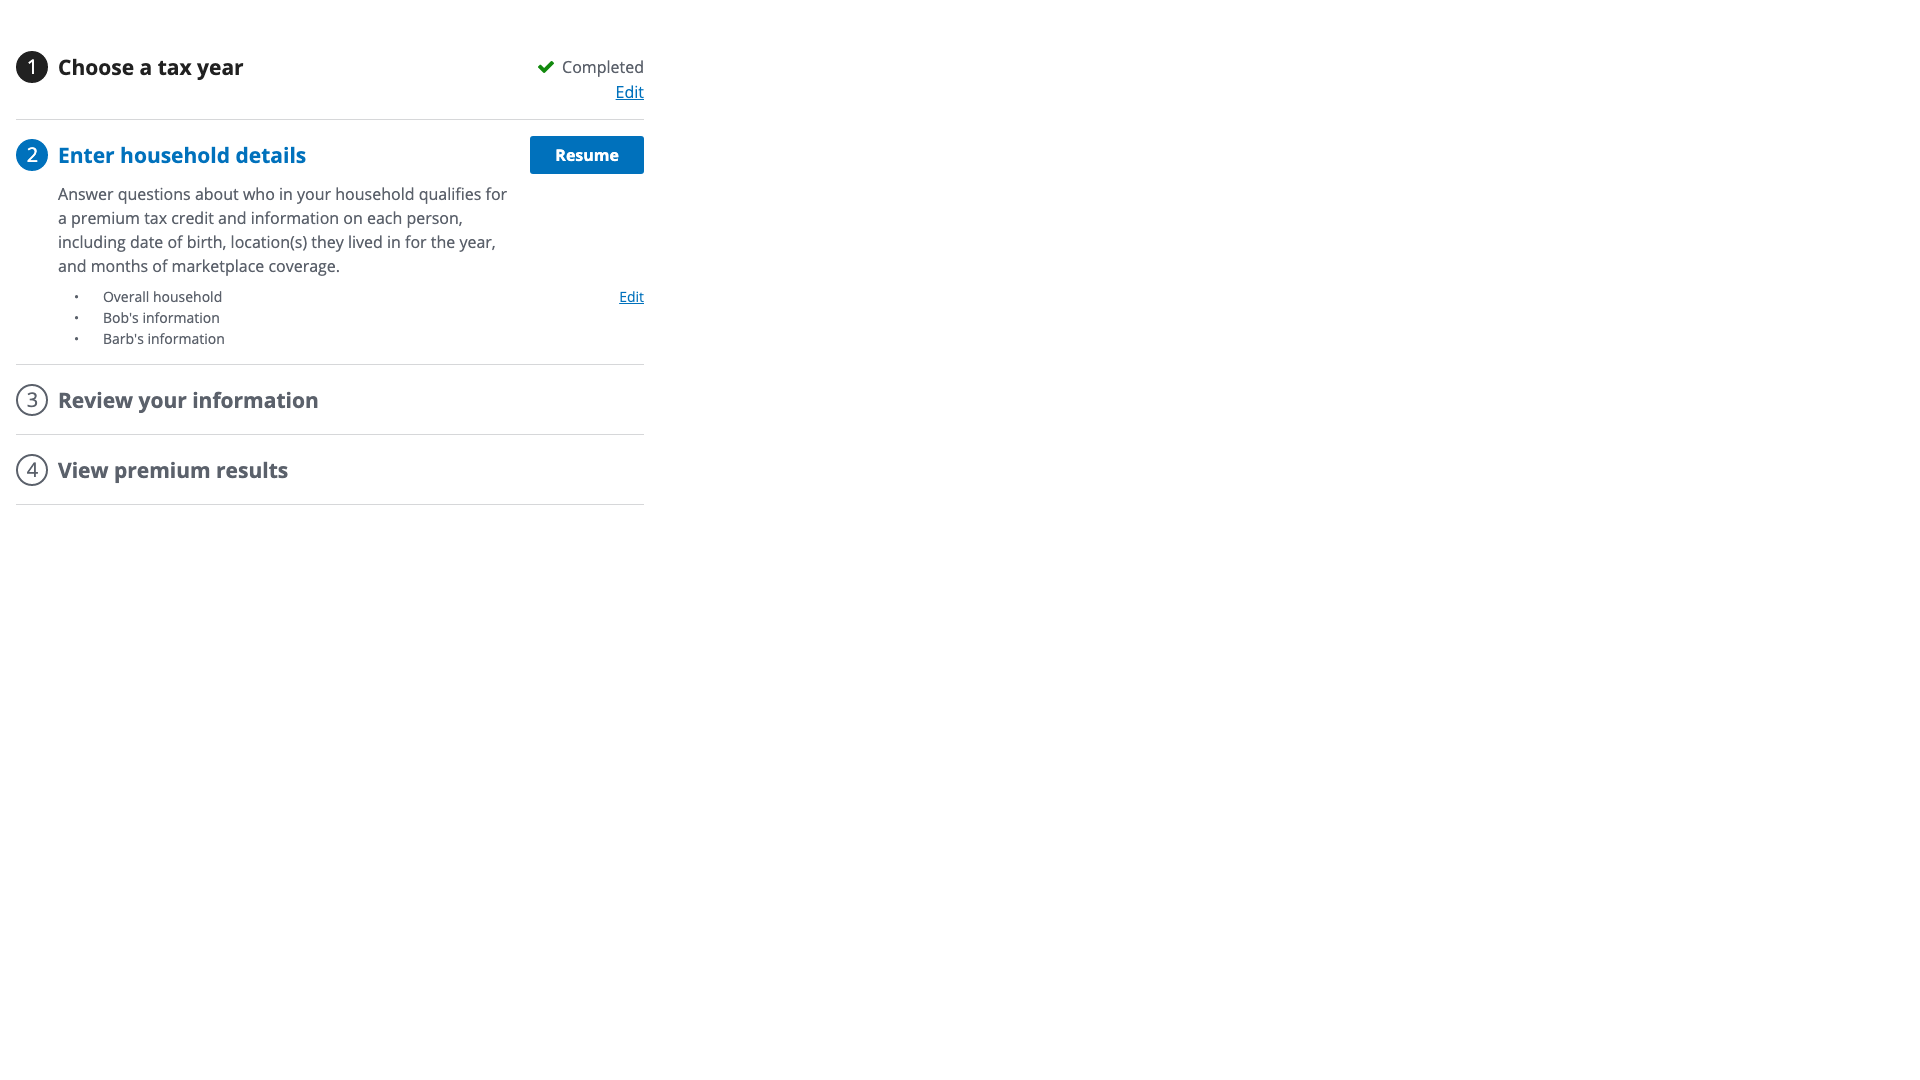 1 Choose a tax year
Completed
Edit
2 Enter household details
Resume
Answer questions about who in your household qualifies for
a premium tax credit and information on each person,
including date of birth, location(s) they lived in for the year,
and months of marketplace coverage.
• Overall household
Edit
• Bob's information
• Barb's information
3 Review your information
4 View premium results